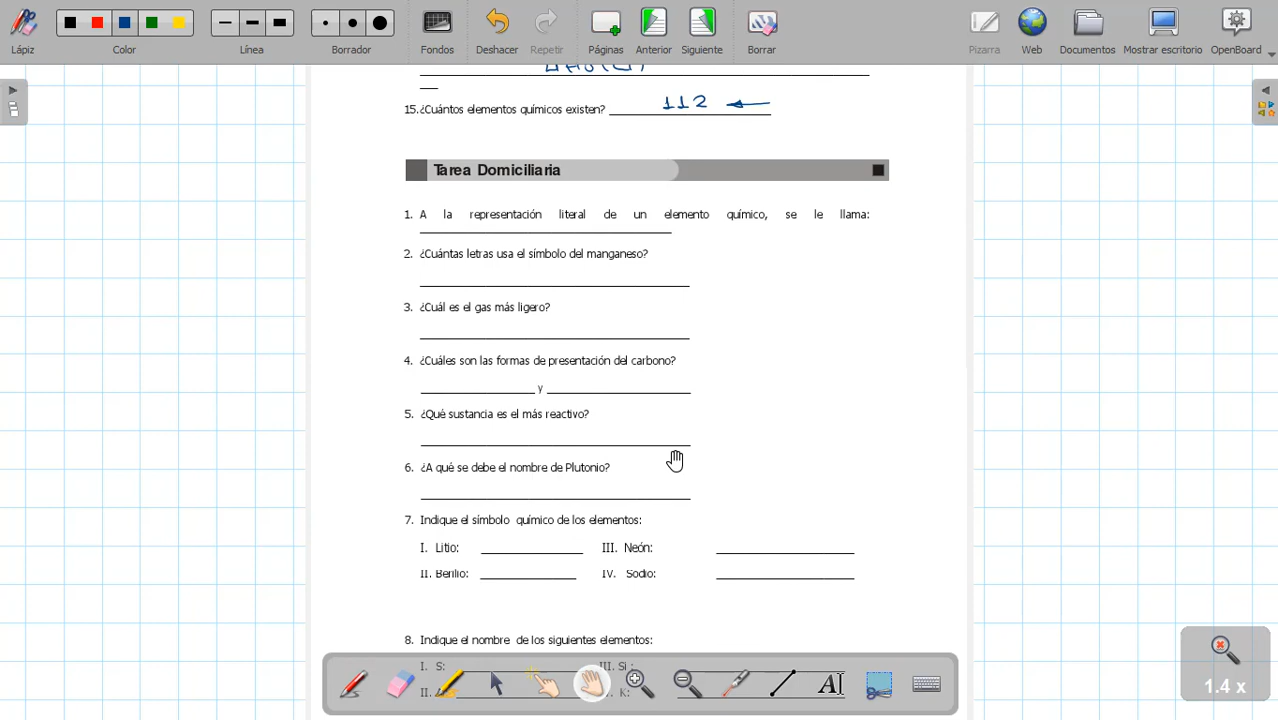 Lápiz
Color
Línea
Borrador
Fondos
Deshacer
Repetir
Páginas
Anterior
Siguiente
Borrar
Pizarra
Web
Documentos
Mostrar escritorio
OpenBoard
15.¿Cuántos elementos químicos existen? 112
Tarea Domiciliaria
1. A la representación literal de un elemento químico, se le llama:
2. ¿Cuántas letras usa el símbolo del manganeso?
3. ¿Cuál es el gas más ligero?
4. ¿Cuáles son las formas de presentación del carbono?
y
5. ¿Qué sustancia es el más reactivo?
6. ¿A qué se debe el nombre de Plutonio?
7. Indique el símbolo químico de los elementos:
I. Litio: III. Neón:
II. Berilio: IV. Sodio:
8. Indique el nombre de los siguientes elementos:
I. S: III. Si :
II. K:
1.4 x